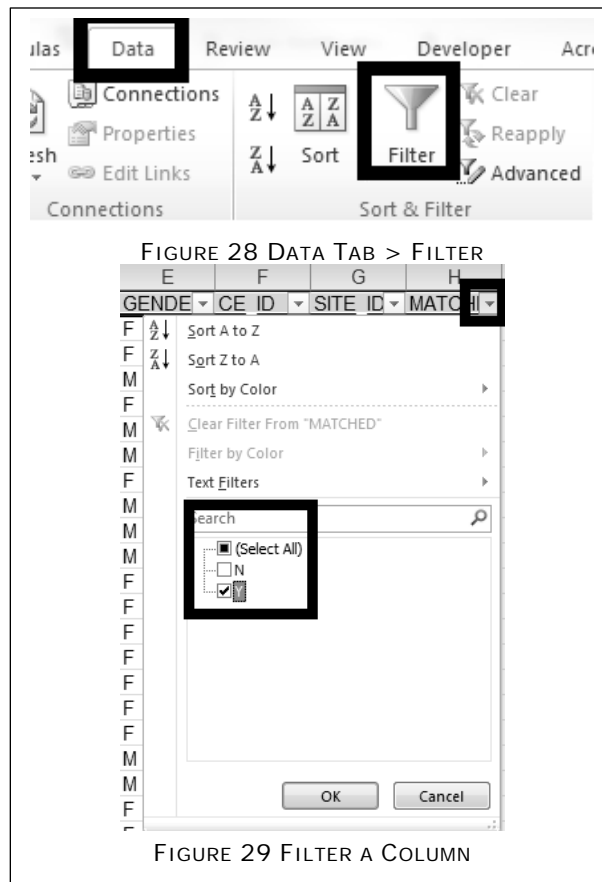 ulas Data Review View Developer Acr
Connections Clear
Properties Reapply
esh Edit Links Sort Filter Advanced
Connections Sort & Filter
FIGURE 28 DATA TAB > FILTER
E F G H
GENDE CE_ID SITE_ID MATCH
F Sort A to Z
F Sort Z to A
M Sort by Color
F
M Clear Filter From "MATCHED"
M Filter by Color
F Text Filters
M
M Search
M (Select All)
F N
F Y
F
F
F
F
F
M
M OK Cancel
F
FIGURE 29 FILTER A COLUMN